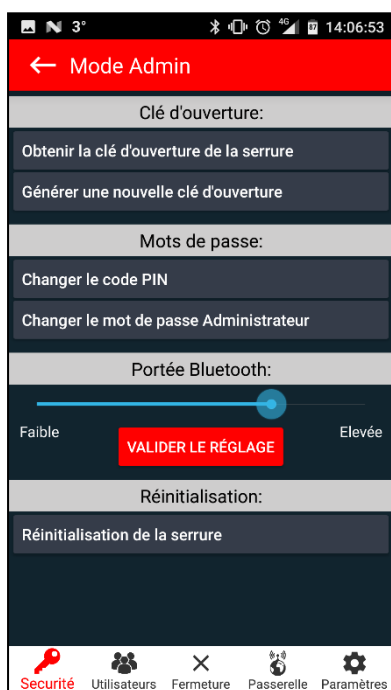 3° 4G 87 14:06:53
Mode Admin
Clé d'ouverture:
Obtenir la clé d'ouverture de la serrure
Générer une nouvelle clé d'ouverture
Mots de passe:
Changer le code PIN
Changer le mot de passe Administrateur
Portée Bluetooth:
Faible Elevée
VALIDER LE RÉGLAGE
Réinitialisation:
Réinitialisation de la serrure
Securité Utilisateurs Fermeture Passerelle Paramètres